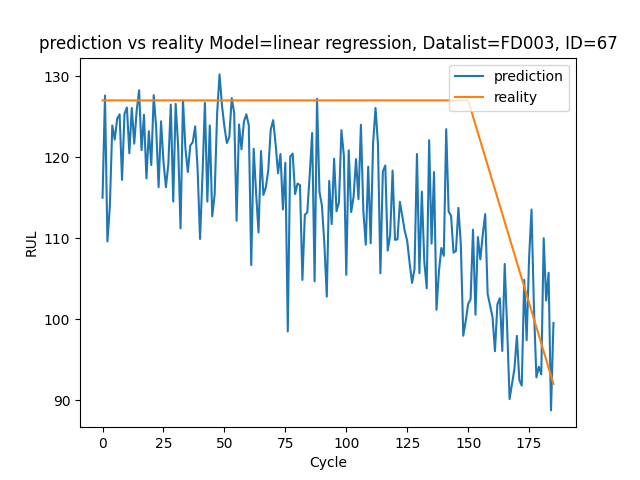 prediction vs reality Model=linear regression, Datalist=FD003, ID=67
prediction
reality
130
120
110
100
90
RUL
0
25
50
75
100
125
150
175
Cycle